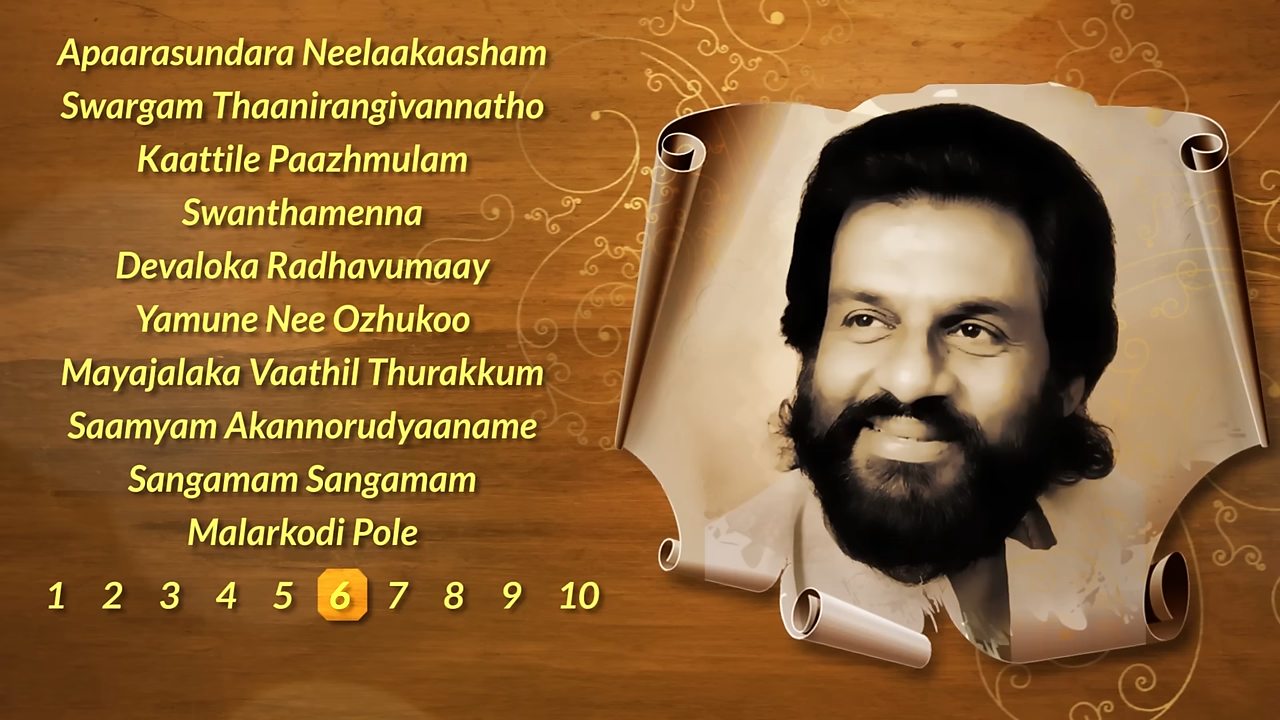 Apaarasundara Neelaakaasham
Swargam Thaanirangivannatho
Kaattile Paazhmulam
Swanthamenna
Devaloka Radhavumaay
Yamune Nee Ozhukoo
Mayajalaka Vaathil Thurakkum
Saamyam Akannorudyaaname
Sangamam Sangamam
Malarkodi Pole
1 2 3 4 5 6 7 8 9 10